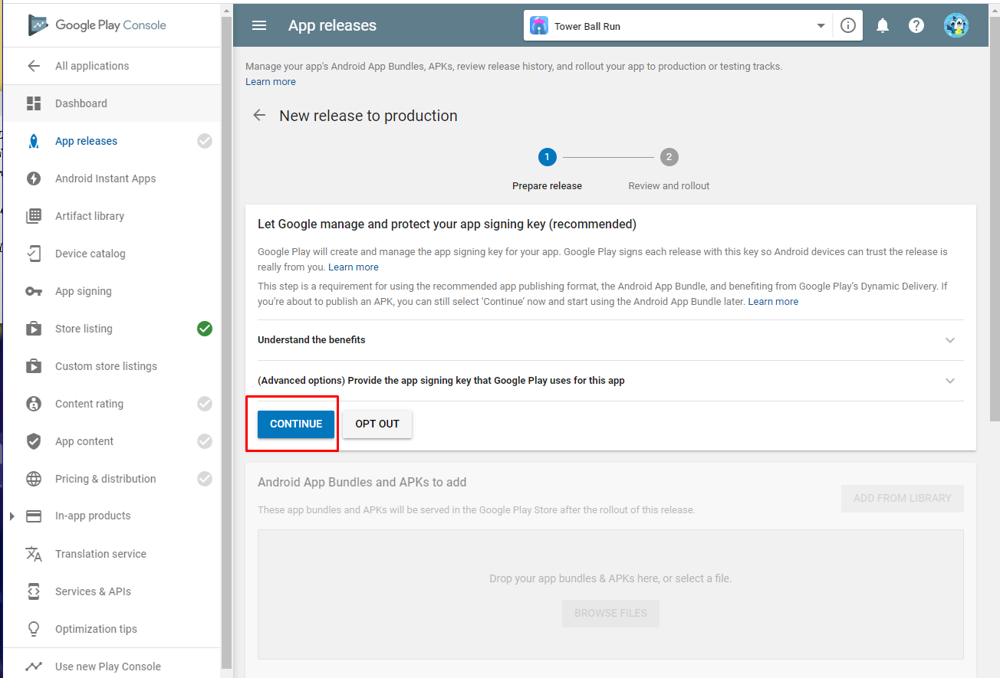 Google Play Console
All applications
Dashboard
App releases
Android Instant Apps
Artifact library
Device catalog
App signing
Store listing
Custom store listings
Content rating
App content
Pricing & distribution
In-app products
Translation service
Services & APIs
Optimization tips
Use new Play Console
App releases
Tower Ball Run
Manage your app's Android App Bundles, APKs, review release history, and rollout your app to production or testing tracks.
Learn more
New release to production
1
2
Prepare release
Review and rollout
Let Google manage and protect your app signing key (recommended)
Google Play will create and manage the app signing key for your app. Google Play signs each release with this key so Android devices can trust the release is
really from you. Learn more
This step is a requirement for using the recommended app publishing format, the Android App Bundle, and benefiting from Google Play's Dynamic Delivery. If
you're about to publish an APK, you can still select 'Continue' now and start using the Android App Bundle later. Learn more
Understand the benefits
(Advanced options) Provide the app signing key that Google Play uses for this app
CONTINUE
OPT OUT
Android App Bundles and APKs to add
These app bundles and APKs will be served in the Google Play Store after the rollout of this release.
ADD FROM LIBRARY
Drop your app bundles & APKs here, or select a file.
BROWSE FILES